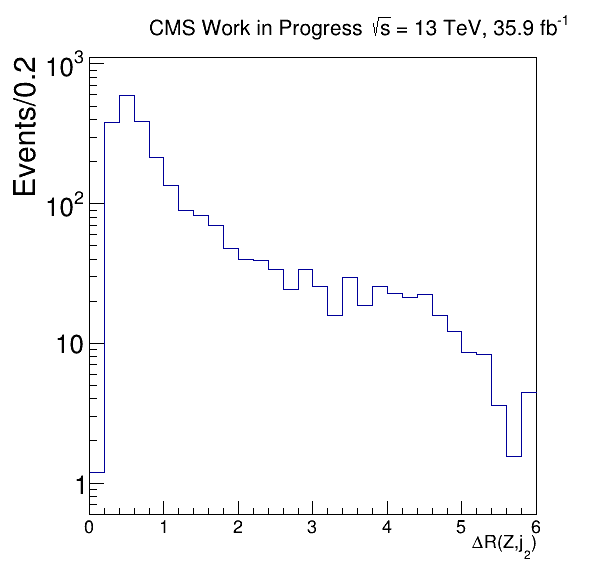 CMS Work in Progress √s = 13 TeV, 35.9 fb⁻¹
Events/0.2
10³
10²
10
1
0 1 2 3 4 5 6
ΔR(Z,j₂)